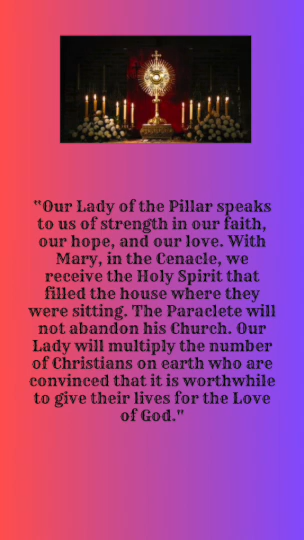 "Our Lady of the Pillar speaks
to us of strength in our faith,
our hope, and our love. With
Mary, in the Cenacle, we
receive the Holy Spirit that
filled the house where they
were sitting. The Paraclete will
not abandon his Church. Our
Lady will multiply the number
of Christians on earth who are
convinced that it is worthwhile
to give their lives for the Love
of God."